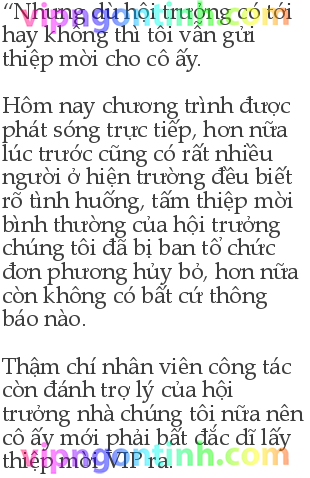 “Nhưng dù hội trưởng có tới
hay không thì tôi vẫn gửi
thiệp mời cho cô ấy.
Hôm nay chương trình được
phát sóng trực tiếp, hơn nữa
lúc trước cũng có rất nhiều
người ở hiện trường đều biết
rõ tình huống, tấm thiệp mời
bình thường của hội trưởng
chúng tôi đã bị ban tổ chức
đơn phương hủy bỏ, hơn nữa
còn không có bất cứ thông
báo nào.
Thậm chí nhân viên công tác
còn đánh trợ lý của hội
trưởng nhà chúng tôi nữa nên
cô ấy mới phải bất đắc dĩ lấy
thiệp mời VIP ra.
vipngontinh.com
vipngontinh.com